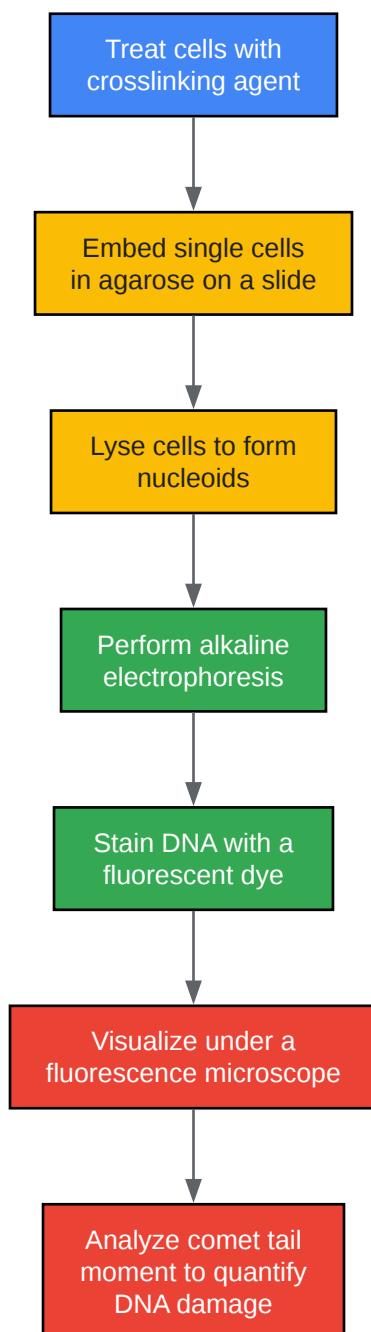 Treat cells with
crosslinking agent
Embed single cells
in agarose on a slide
Lyse cells to form
nucleoids
Perform alkaline
electrophoresis
Stain DNA with a
fluorescent dye
Visualize under a
fluorescence microscope
Analyze comet tail
moment to quantify
DNA damage